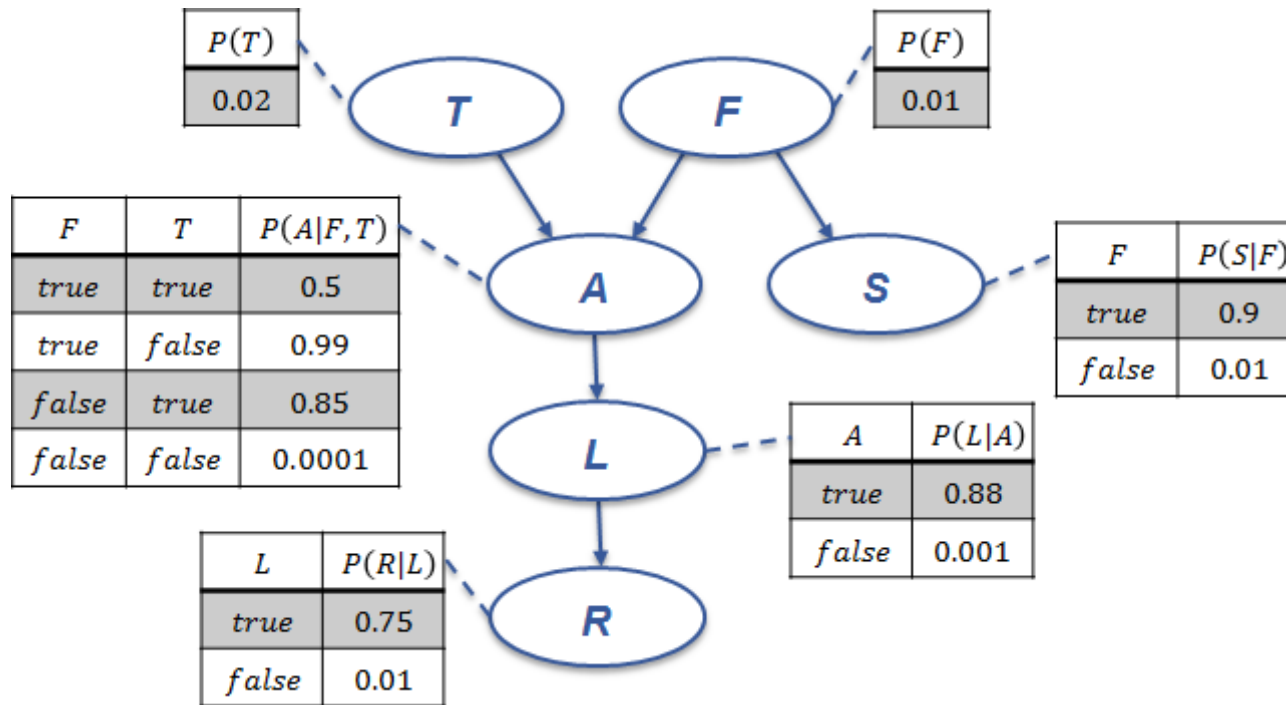 P(T)
0.02
T
F
P(F)
0.01
F T P(A|F,T)
true true 0.5
true false 0.99
false true 0.85
false false 0.0001
A
S
F P(S|F)
true 0.9
false 0.01
L
A P(L|A)
true 0.88
false 0.001
L P(R|L)
true 0.75
false 0.01
R